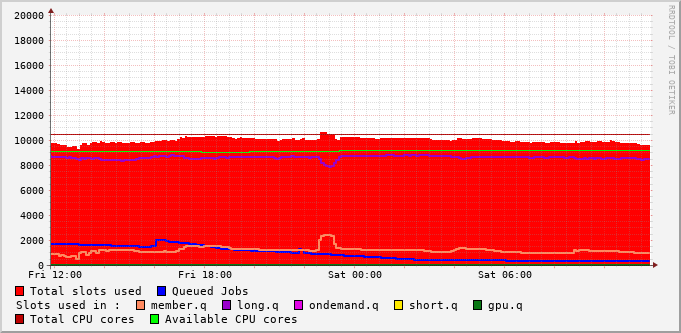 20000
18000
16000
14000
12000
10000
8000
6000
4000
2000
0
Fri 12:00 Fri 18:00 Sat 00:00 Sat 06:00
Total slots used Queued Jobs
Slots used in : member.q long.q ondemand.q short.q gpu.q
Total CPU cores Available CPU cores
RRDTOOL / TOBI OETIKER